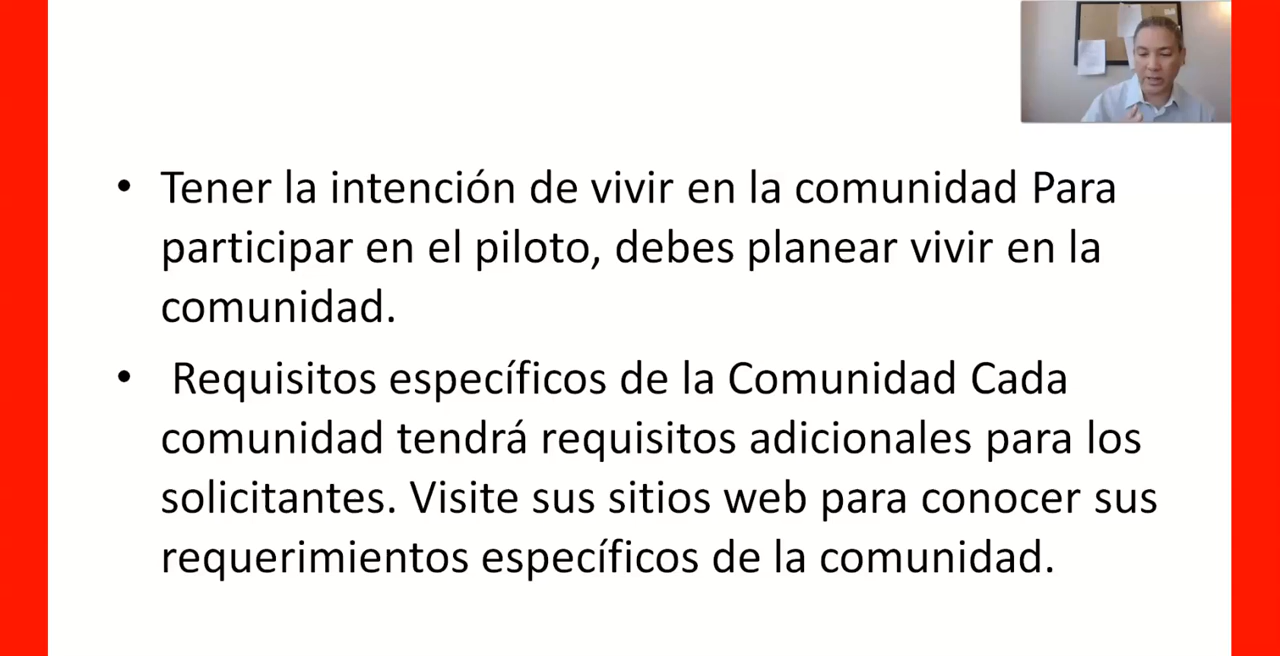 • Tener la intención de vivir en la comunidad Para
participar en el piloto, debes planear vivir en la
comunidad.
• Requisitos específicos de la Comunidad Cada
comunidad tendrá requisitos adicionales para los
solicitantes. Visite sus sitios web para conocer sus
requerimientos específicos de la comunidad.